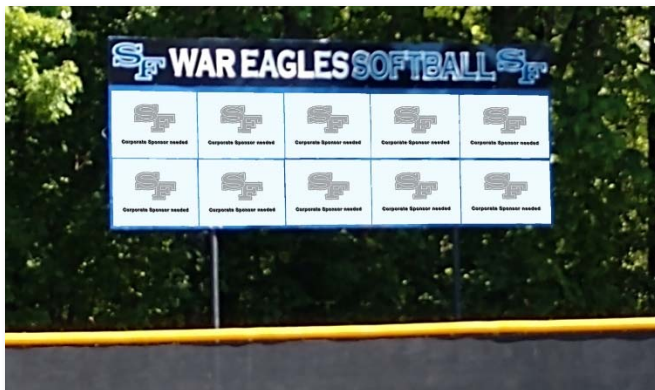 SF WAR EAGLES SOFTBALL SF
SF SF SF SF SF
Corporate Sponsor needed Corporate Sponsor needed Corporate Sponsor needed Corporate Sponsor needed Corporate Sponsor needed
SF SF SF SF SF
Corporate Sponsor needed Corporate Sponsor needed Corporate Sponsor needed Corporate Sponsor needed Corporate Sponsor needed